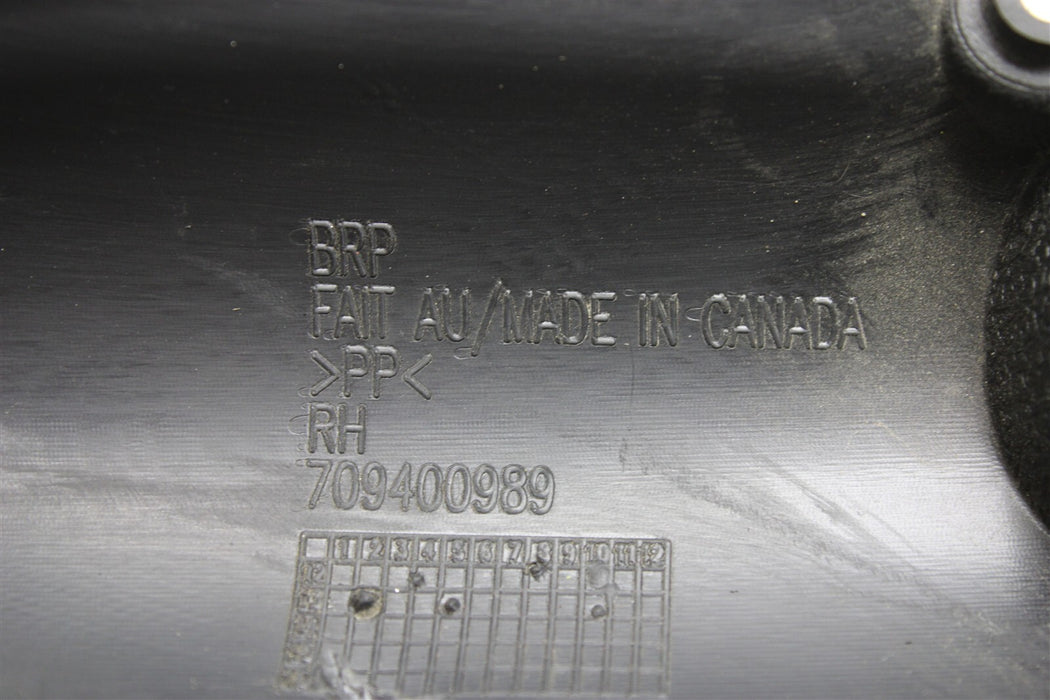 BRP
FAIT AU/MADE IN CANADA
>PP<
RH
709400989
1 2 3 4 5 6 7 8 9 10 11 12